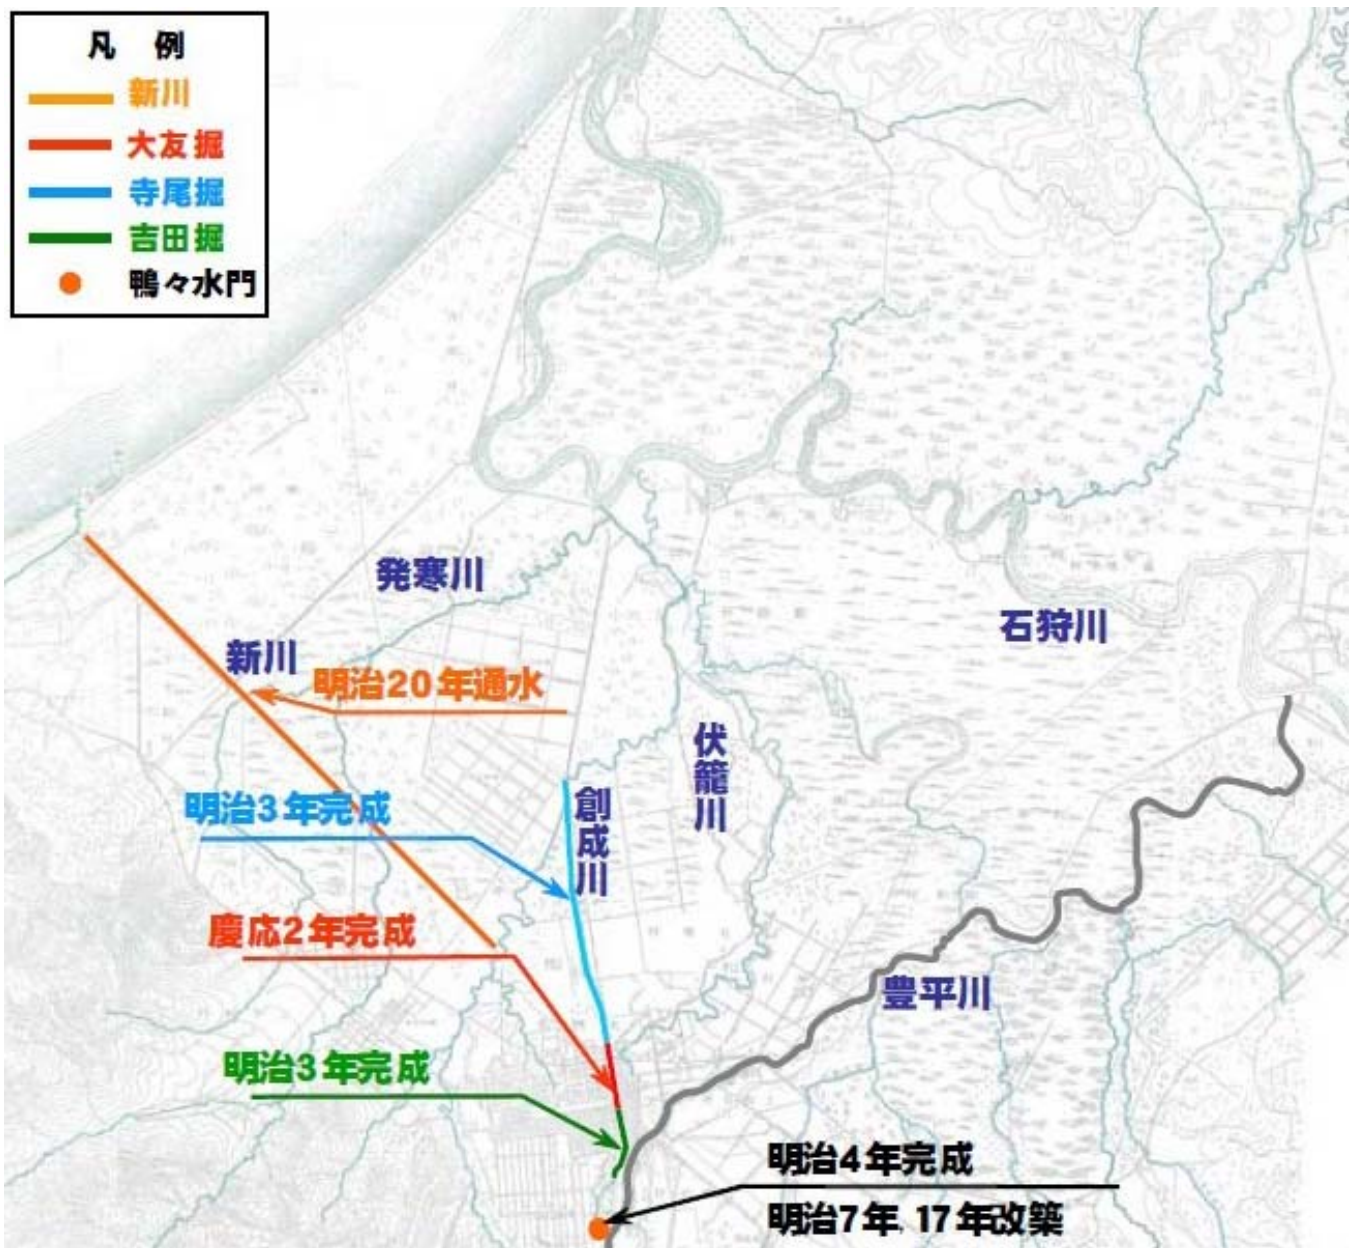 凡 例
新川
大友掘
寺尾掘
吉田掘
鴨々水門
発寒川
石狩川
新川
明治20年通水
伏籠川
明治3年完成
創成川
慶応2年完成
豊平川
明治3年完成
明治4年完成
明治7年,17年改築